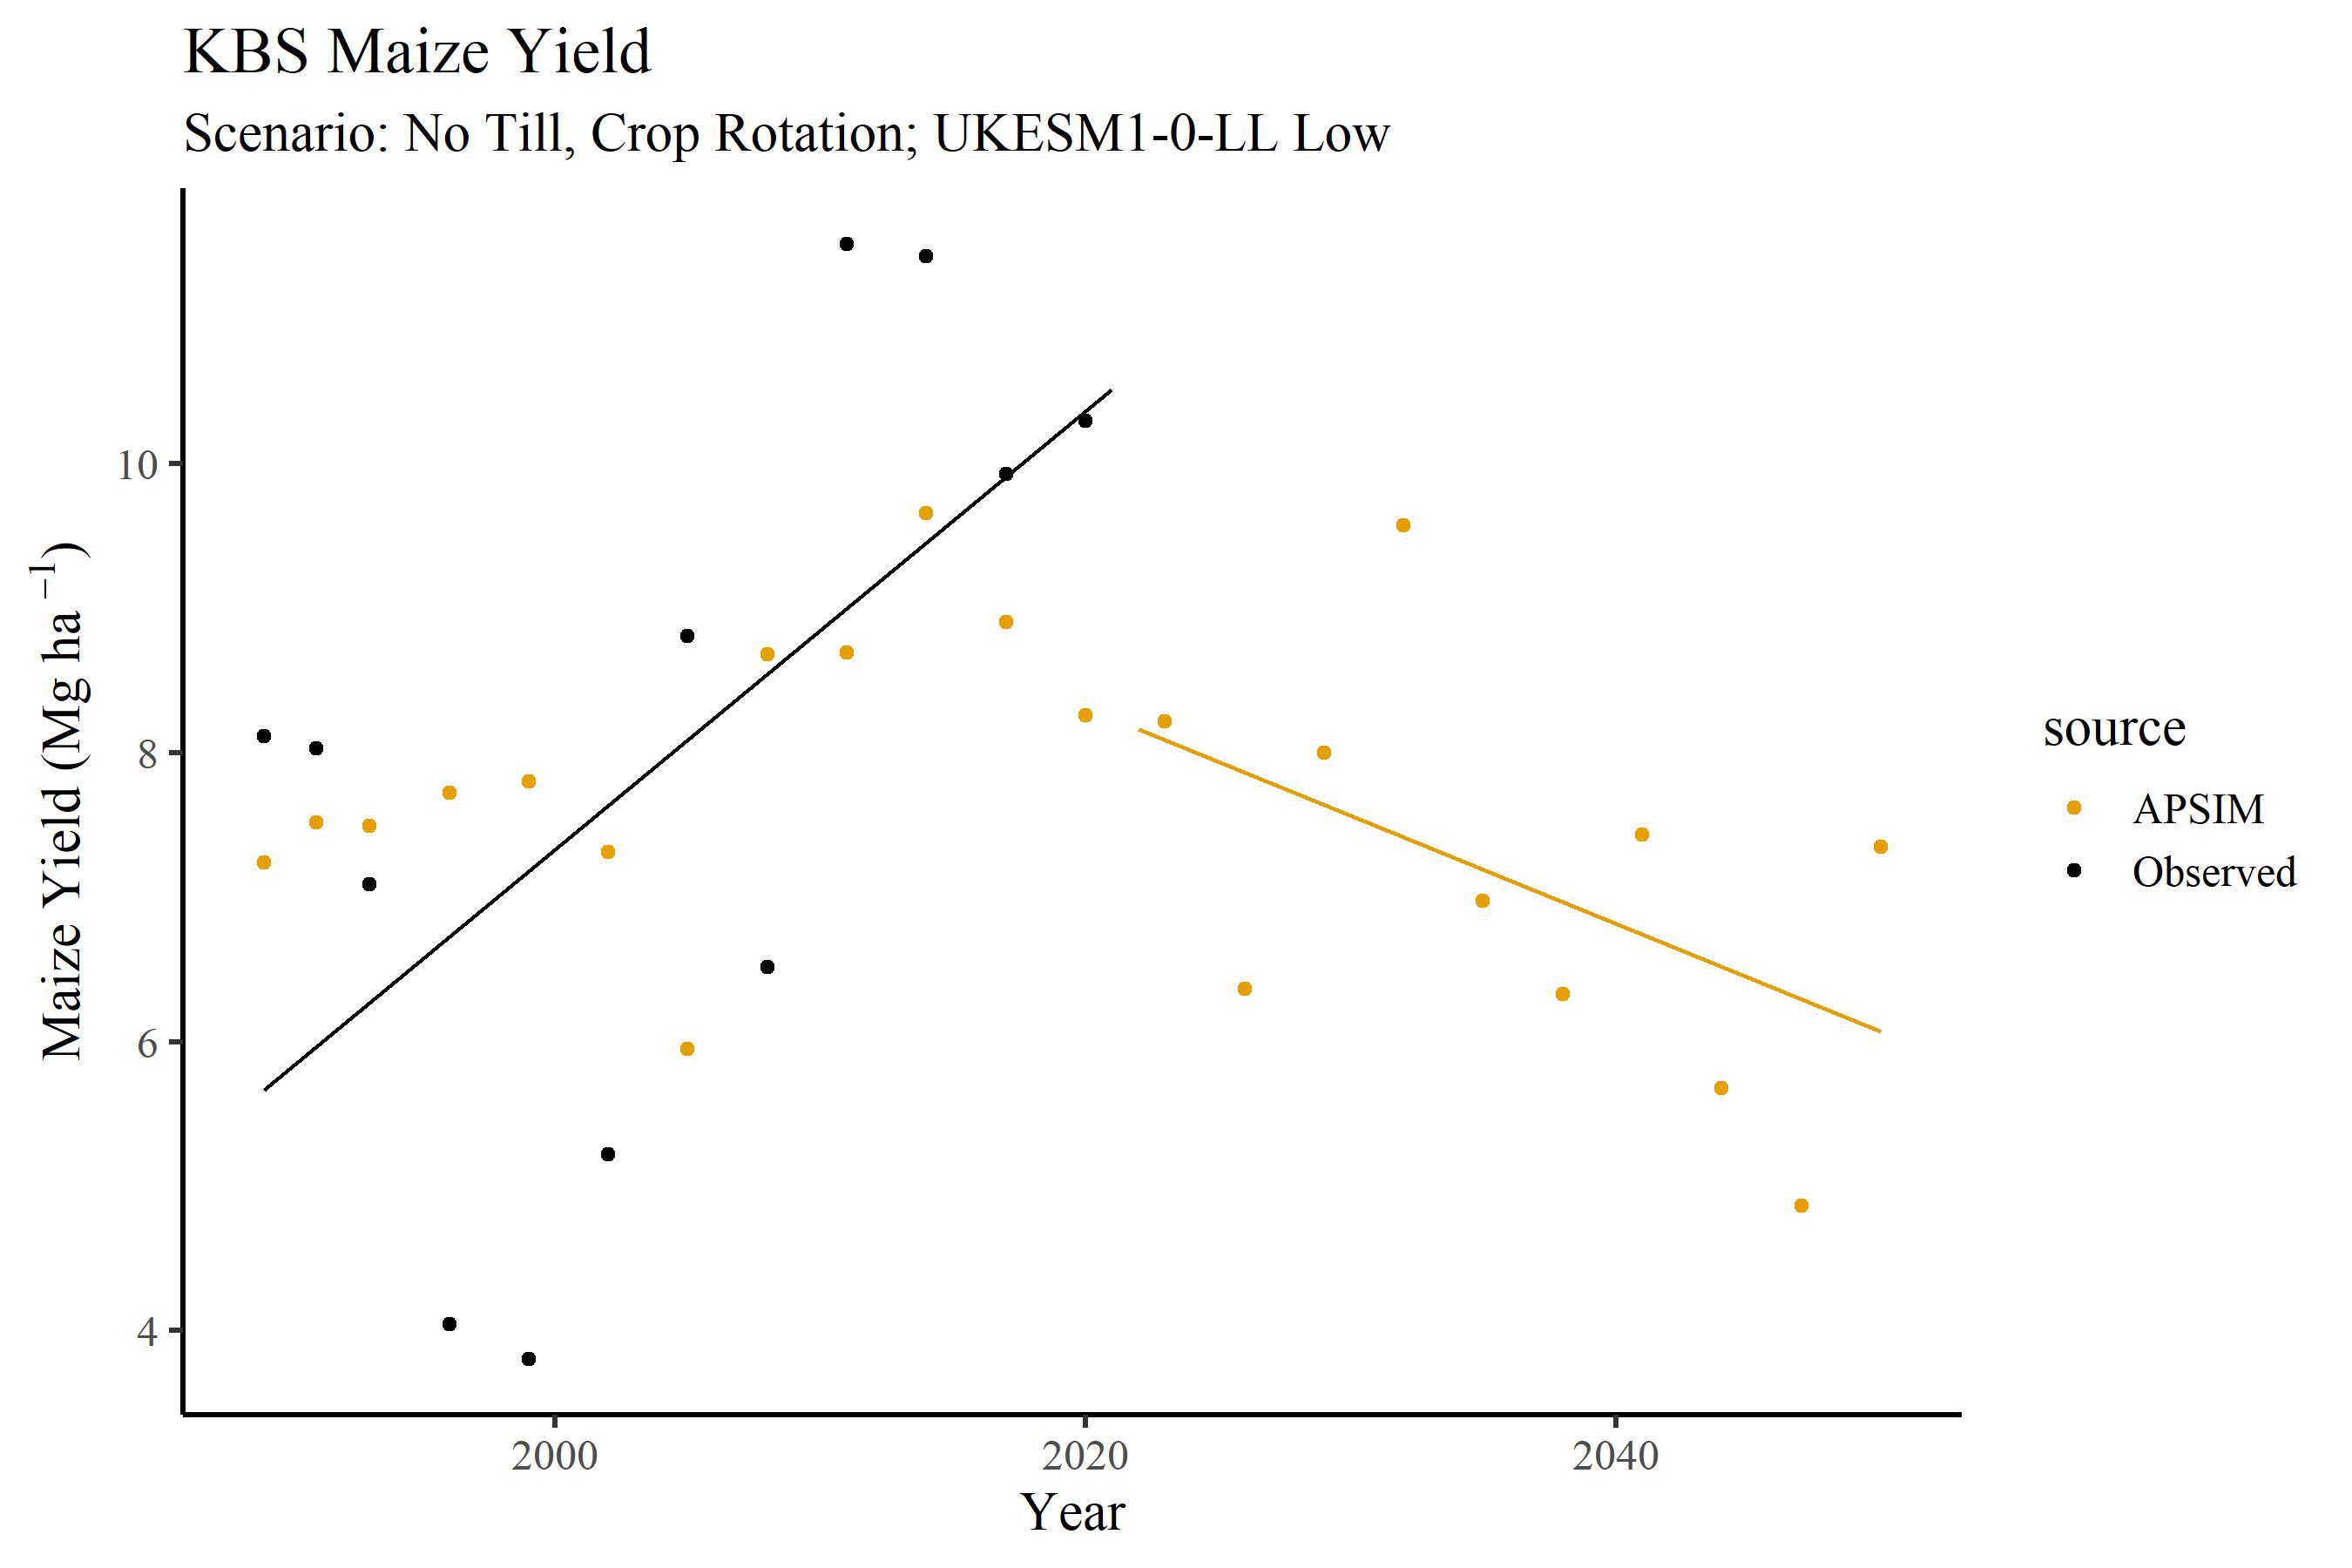 KBS Maize Yield
Scenario: No Till, Crop Rotation; UKESM1-0-LL Low
Maize Yield (Mg ha⁻¹)
10
8
6
4
2000 2020 2040
Year
source
APSIM
Observed